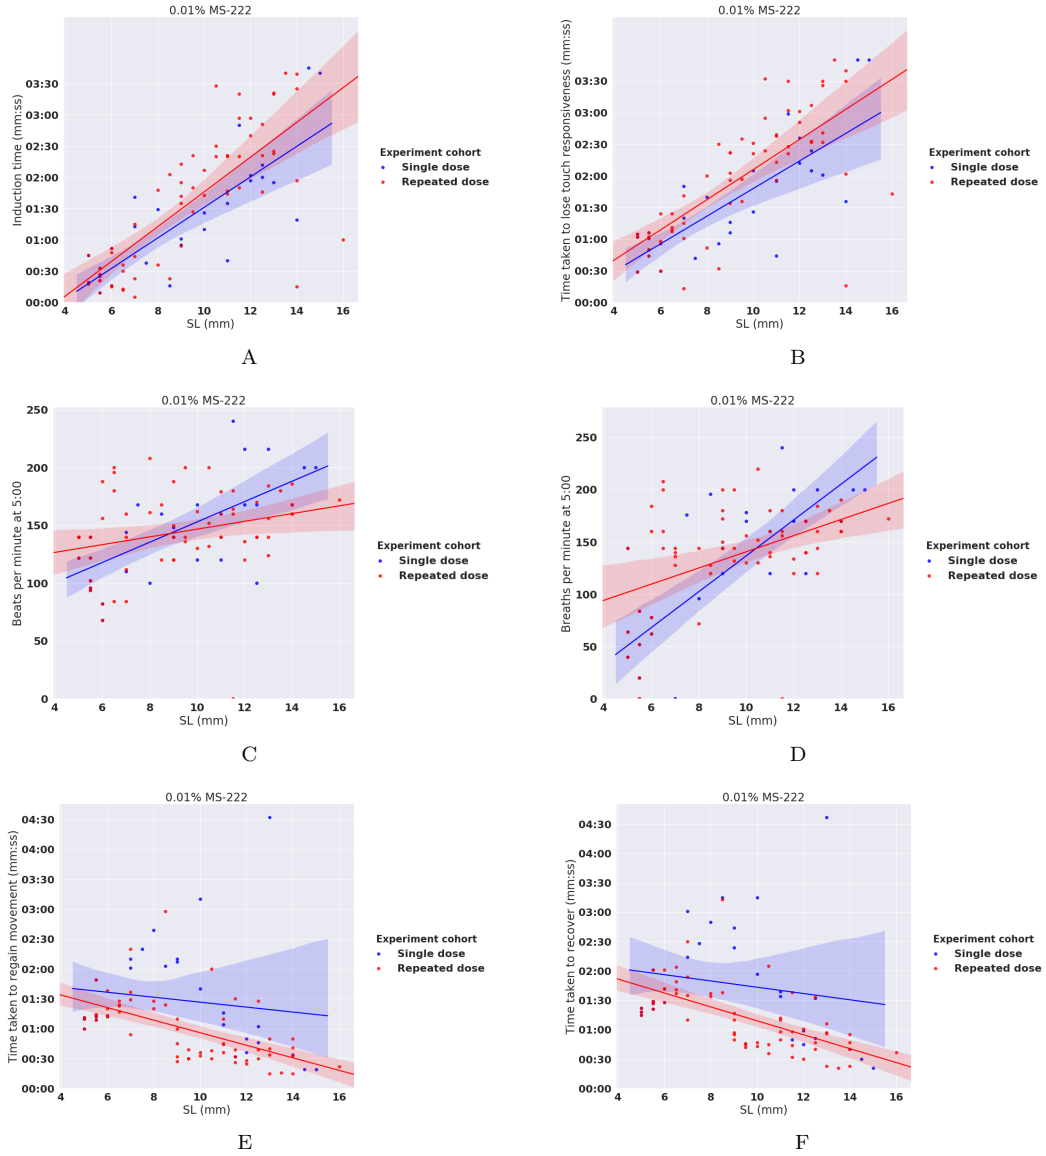 0.01% MS-222
Induction time (mm:ss)
03:30
03:00
02:30
02:00
01:30
01:00
00:30
00:00
4 6 8 10 12 14 16
SL (mm)
Experiment cohort
Single dose
Repeated dose
A
0.01% MS-222
Time taken to lose touch responsiveness (mm:ss)
03:30
03:00
02:30
02:00
01:30
01:00
00:30
00:00
4 6 8 10 12 14 16
SL (mm)
Experiment cohort
Single dose
Repeated dose
B
0.01% MS-222
Beats per minute at 5:00
250
200
150
100
50
0
4 6 8 10 12 14 16
SL (mm)
Experiment cohort
Single dose
Repeated dose
C
0.01% MS-222
Breaths per minute at 5:00
250
200
150
100
50
0
4 6 8 10 12 14 16
SL (mm)
Experiment cohort
Single dose
Repeated dose
D
0.01% MS-222
Time taken to regain movement (mm:ss)
04:30
04:00
03:30
03:00
02:30
02:00
01:30
01:00
00:30
00:00
4 6 8 10 12 14 16
SL (mm)
Experiment cohort
Single dose
Repeated dose
E
0.01% MS-222
Time taken to recover (mm:ss)
04:30
04:00
03:30
03:00
02:30
02:00
01:30
01:00
00:30
00:00
4 6 8 10 12 14 16
SL (mm)
Experiment cohort
Single dose
Repeated dose
F